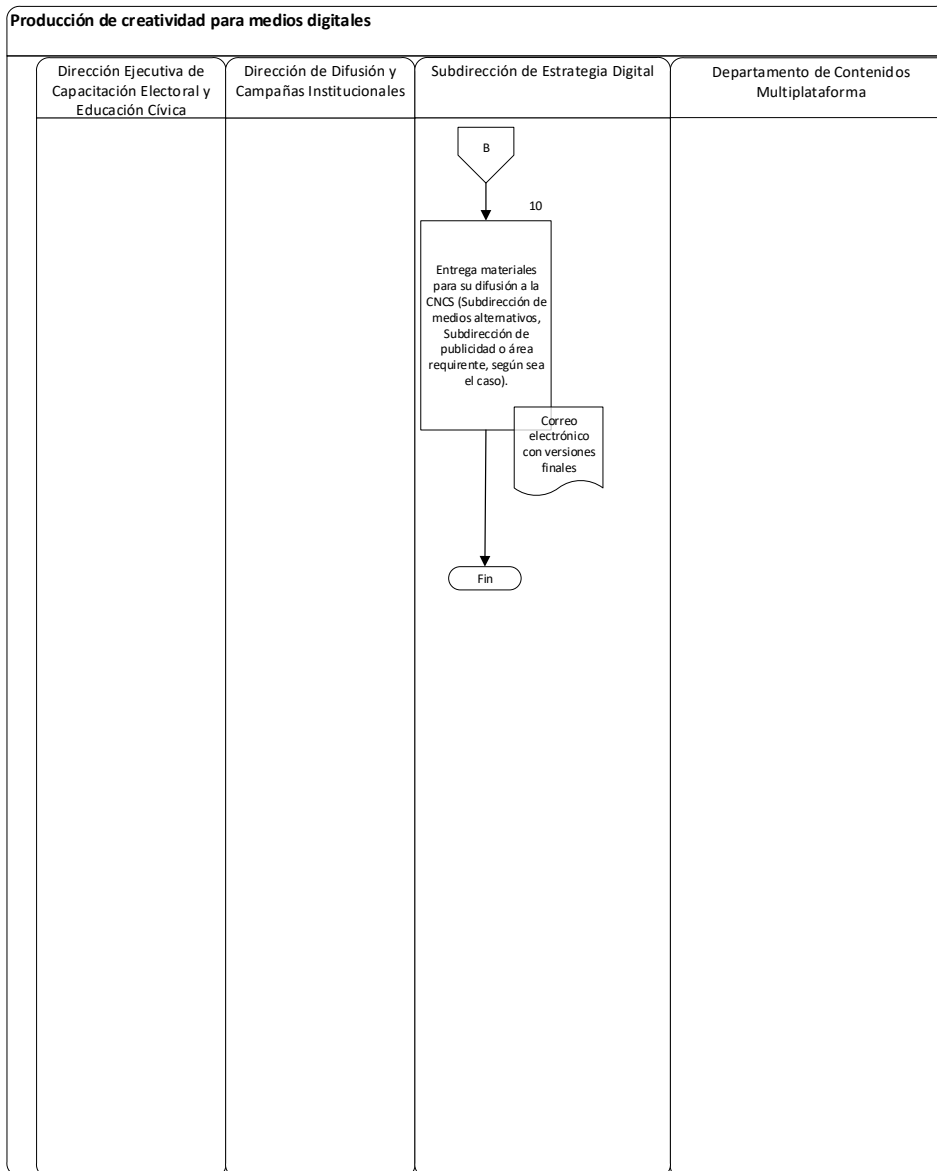 Producción de creatividad para medios digitales
Dirección Ejecutiva de
Capacitación Electoral y
Educación Cívica
Dirección de Difusión y
Campañas Institucionales
Subdirección de Estrategia Digital
Departamento de Contenidos
Multiplataforma
B
10
Entrega materiales
para su difusión a la
CNCS (Subdirección de
medios alternativos,
Subdirección de
publicidad o área
requirente, según sea
el caso).
Correo
electrónico
con versiones
finales
Fin